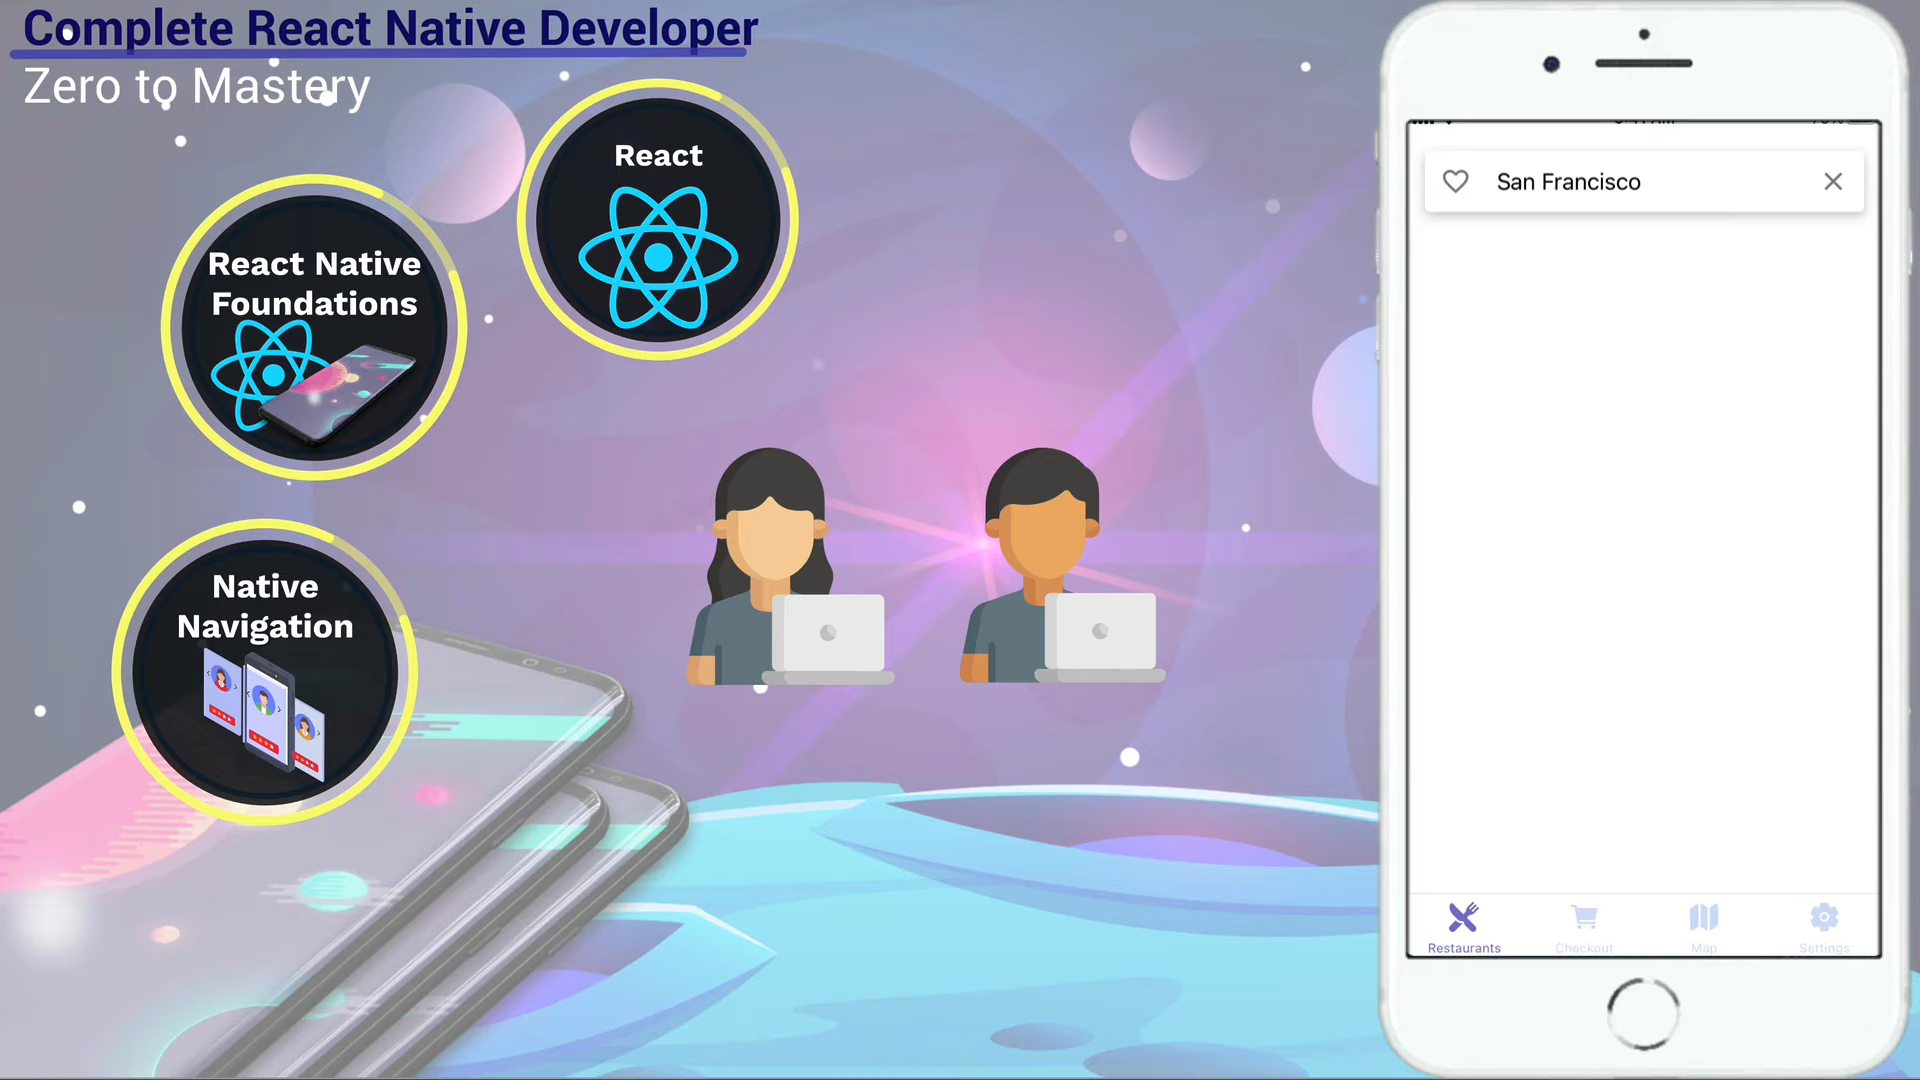 Complete React Native Developer
Zero to Mastery
React
React Native
Foundations
Native
Navigation
San Francisco
Restaurants
Checkout
Map
Settings